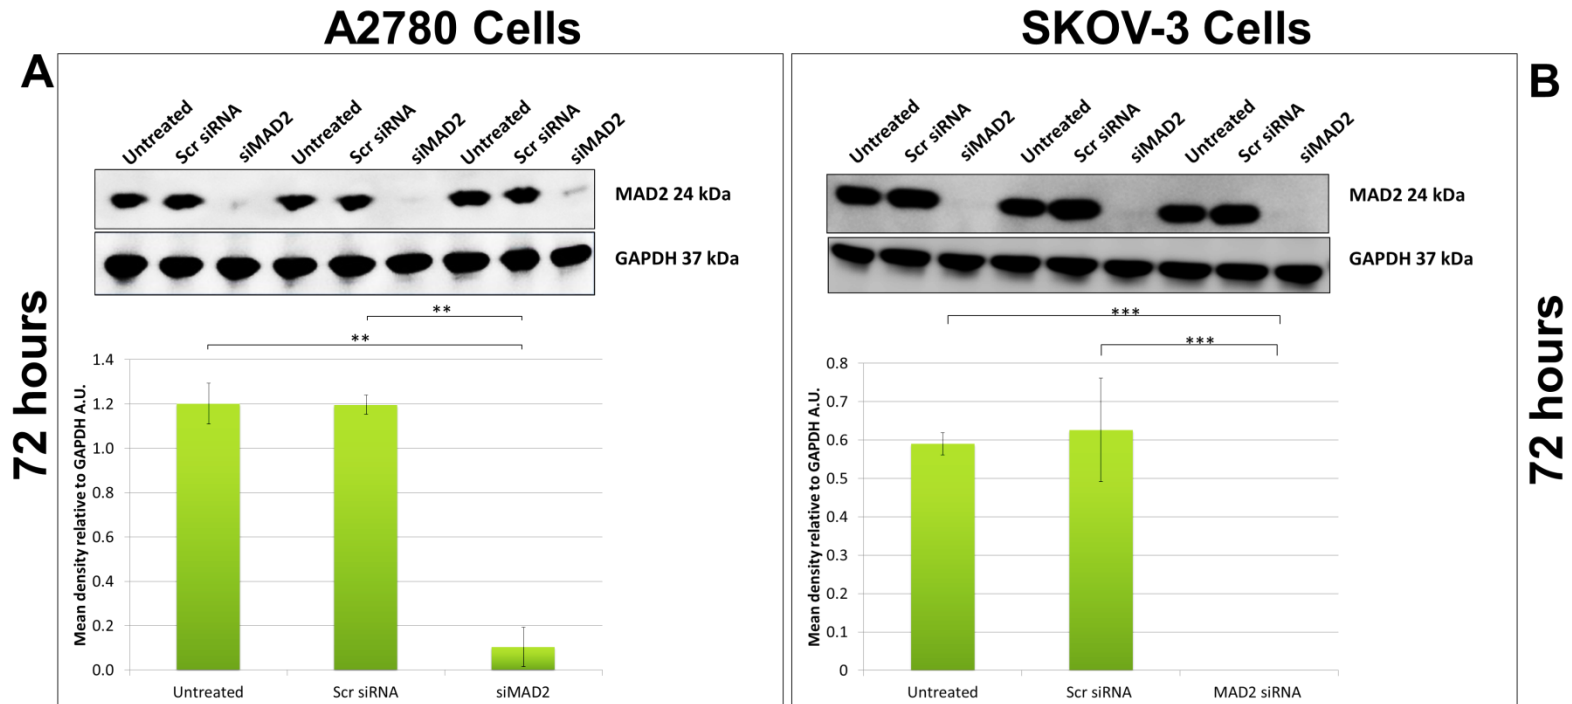 A2780 Cells
SKOV-3 Cells
A
Untreated Scr siRNA siMAD2 Untreated Scr siRNA siMAD2 Untreated Scr siRNA siMAD2
MAD2 24 kDa
GAPDH 37 kDa
72 hours
**
**
Mean density relative to GAPDH A.U.
1.4
1.2
1.0
0.8
0.6
0.4
0.2
0.0
Untreated Scr siRNA siMAD2
B
Untreated Scr siRNA siMAD2 Untreated Scr siRNA siMAD2 Untreated Scr siRNA siMAD2
MAD2 24 kDa
GAPDH 37 kDa
72 hours
***
***
Mean density relative to GAPDH A.U.
0.8
0.7
0.6
0.5
0.4
0.3
0.2
0.1
0
Untreated Scr siRNA MAD2 siRNA